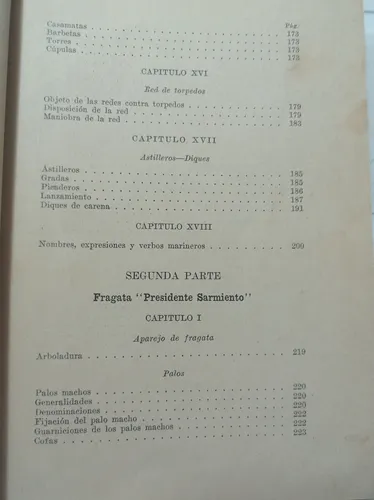 Pág.
Casamatas 173
Barbetas 173
Torres 173
Cúpulas 173
CAPITULO XVI
Red de torpedos
Objeto de las redes contra torpedos 179
Disposición de la red 179
Maniobra de la red 183
CAPITULO XVII
Astilleros—Diques
Astilleros 185
Gradas 185
Picaderos 186
Lanzamiento 187
Diques de carena 191
CAPITULO XVIII
Nombres, expresiones y verbos marineros 200
SEGUNDA PARTE
Fragata "Presidente Sarmiento"
CAPITULO I
Aparejo de fragata
Arboladura 219
Palos
Palos machos 220
Generalidades 220
Denominaciones 220
Fijación del palo macho 222
Guarniciones de los palos machos 222
Cofas 223